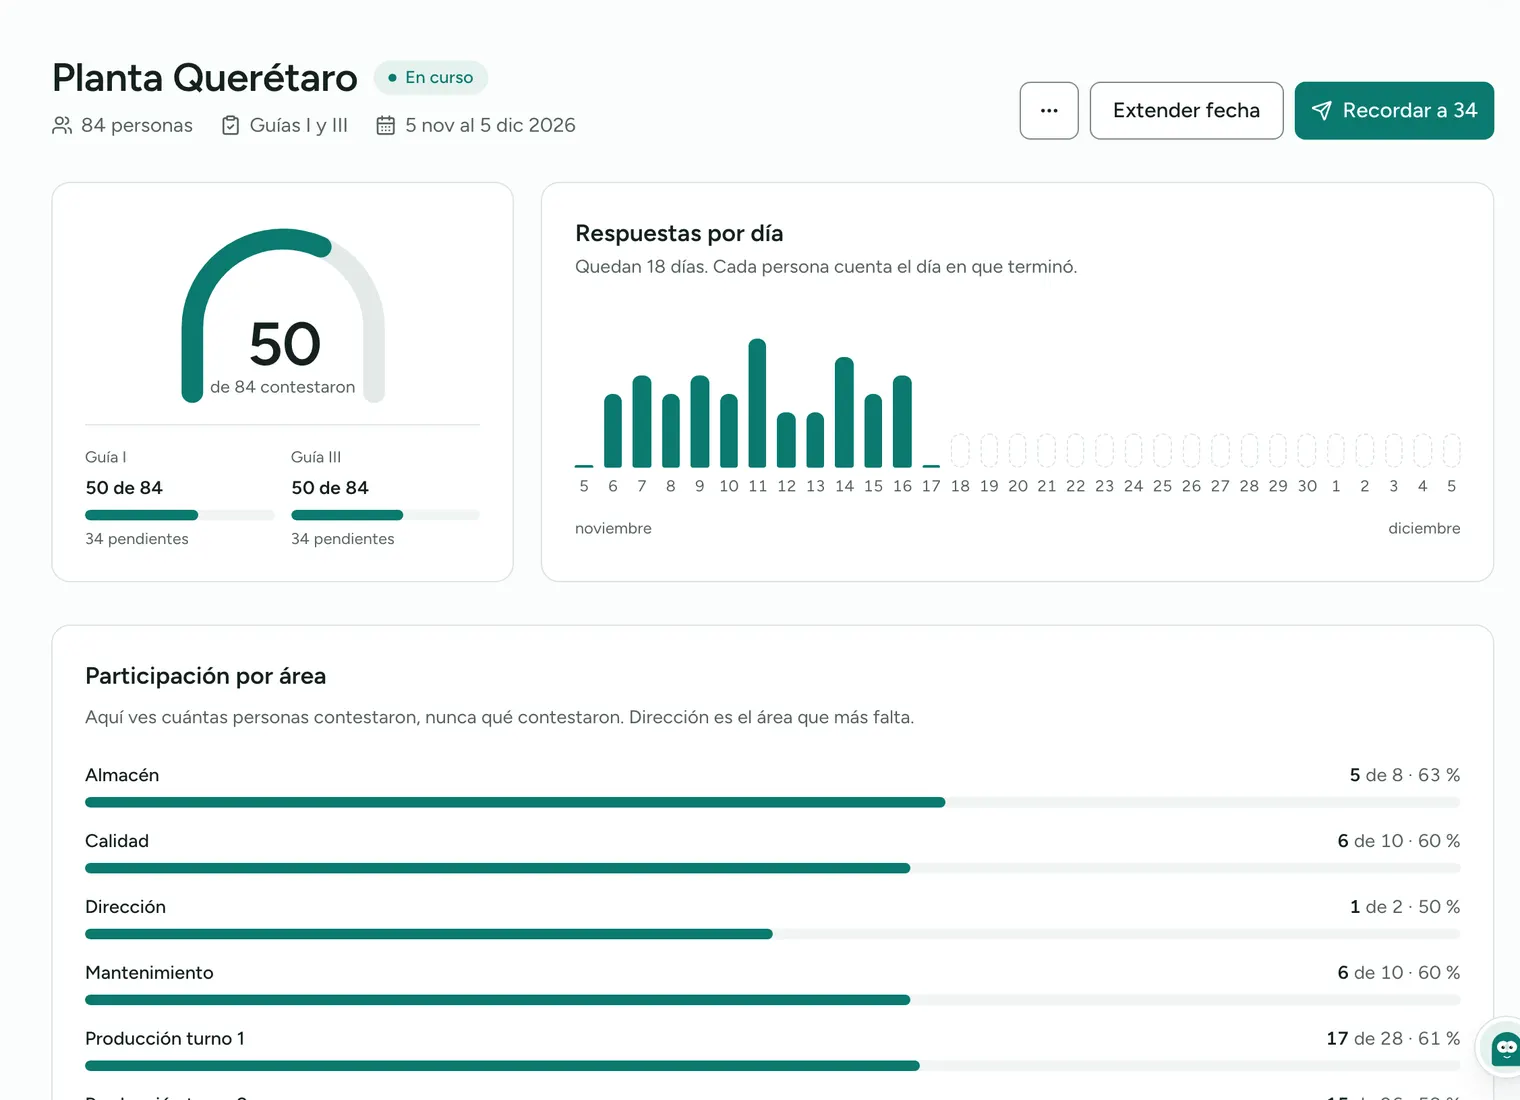 Planta Querétaro
En curso
84 personas
Guías I y III
5 nov al 5 dic 2026
Extender fecha
Recordar a 34
50
de 84 contestaron
Guía I
50 de 84
34 pendientes
Guía III
50 de 84
34 pendientes
Respuestas por día
Quedan 18 días. Cada persona cuenta el día en que terminó.
5 6 7 8 9 10 11 12 13 14 15 16 17 18 19 20 21 22 23 24 25 26 27 28 29 30 1 2 3 4 5
noviembre diciembre
Participación por área
Aquí ves cuántas personas contestaron, nunca qué contestaron. Dirección es el área que más falta.
Almacén 5 de 8 · 63 %
Calidad 6 de 10 · 60 %
Dirección 1 de 2 · 50 %
Mantenimiento 6 de 10 · 60 %
Producción turno 1 17 de 28 · 61 %